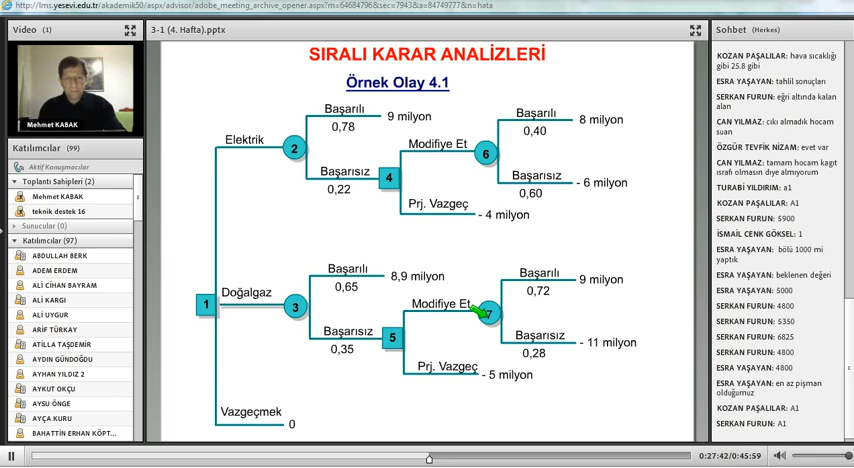 http://lms.yesevi.edu.tr/akademik50/aspx/advisor/adobe_meeting_archive_opener.aspx?m=64684796&sec=7943&a=84749777&n=hata
Video (1)
Mehmet KABAK
Katılımcılar (99)
Aktif Konuşmacılar
Toplantı Sahipleri (2)
Mehmet KABAK
teknik destek 16
Sunucular (0)
Katılımcılar (97)
ABDULLAH BERK
ADEM ERDEM
ALİ CİHAN BAYRAM
ALİ KARGI
ALİ UYGUR
ARİF TÜRKAY
ATİLLA TAŞDEMİR
AYDIN GÜNDOĞDU
AYHAN YILDIZ 2
AYKUT OKÇU
AYSU ÖNGE
AYÇA KURU
BAHATTİN ERHAN KÖPT...
3-1 (4. Hafta).pptx
SIRALI KARAR ANALİZLERİ
Örnek Olay 4.1
Elektrik
2
Başarılı
0,78
9 milyon
Başarısız
0,22
4
Modifiye Et
6
Başarılı
0,40
8 milyon
Başarısız
0,60
- 6 milyon
Prj. Vazgeç
- 4 milyon
1
Doğalgaz
3
Başarılı
0,65
8,9 milyon
Başarısız
0,35
5
Modifiye Et
7
Başarılı
0,72
9 milyon
Başarısız
0,28
- 11 milyon
Prj. Vazgeç
- 5 milyon
Vazgeçmek
0
Sohbet (Herkes)
KOZAN PAŞALILAR: hava sıcaklığı
gibi 25.8 gibi
ESRA YAŞAYAN: tahlil sonuçları
SERKAN FURUN: eğri altında kalan
alan
CAN YILMAZ: cıkı almadık hocam
suan
ÖZGÜR TEVFİK NİZAM: evet var
CAN YILMAZ: tamam hocam kagıt
ısrafı olmasın dıye almıyorum
TURABİ YILDIRIM: a1
KOZAN PAŞALILAR: A1
SERKAN FURUN: 5900
İSMAİL CENK GÖKSEL: 1
ESRA YAŞAYAN: bölü 1000 mi
yaptık
ESRA YAŞAYAN: beklenen değeri
ESRA YAŞAYAN: 5000
SERKAN FURUN: 4800
SERKAN FURUN: 5350
SERKAN FURUN: 6825
SERKAN FURUN: 4800
ESRA YAŞAYAN: 4800
ESRA YAŞAYAN: en az pişman
olduğumuz
KOZAN PAŞALILAR: A1
SERKAN FURUN: A1
0:27:42/0:45:59